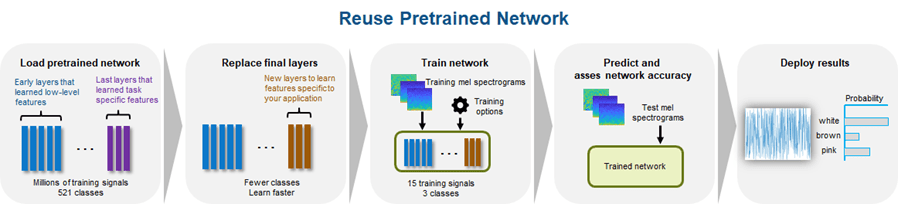 Reuse Pretrained Network
Load pretrained network
Early layers that
learned low-level
features
Last layers that
learned task
specific features
...
Millions of training signals
521 classes
Replace final layers
New layers to learn
features specific to
your application
...
Fewer classes
Learn faster
Train network
Training mel spectrograms
Training
options
...
15 training signals
3 classes
Predict and
asses network accuracy
Test mel
spectrograms
Trained network
Deploy results
Probability
white
brown
pink